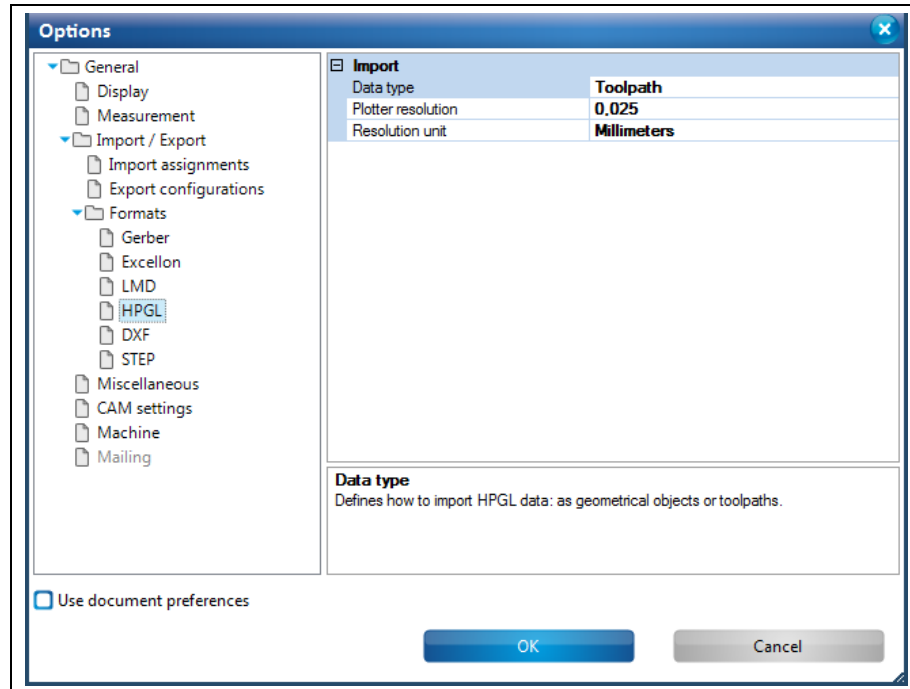 Options
General
Display
Measurement
Import / Export
Import assignments
Export configurations
Formats
Gerber
Excellon
LMD
HPGL
DXF
STEP
Miscellaneous
CAM settings
Machine
Mailing
Import
Data type Toolpath
Plotter resolution 0,025
Resolution unit Millimeters
Data type
Defines how to import HPGL data: as geometrical objects or toolpaths.
Use document preferences
OK Cancel